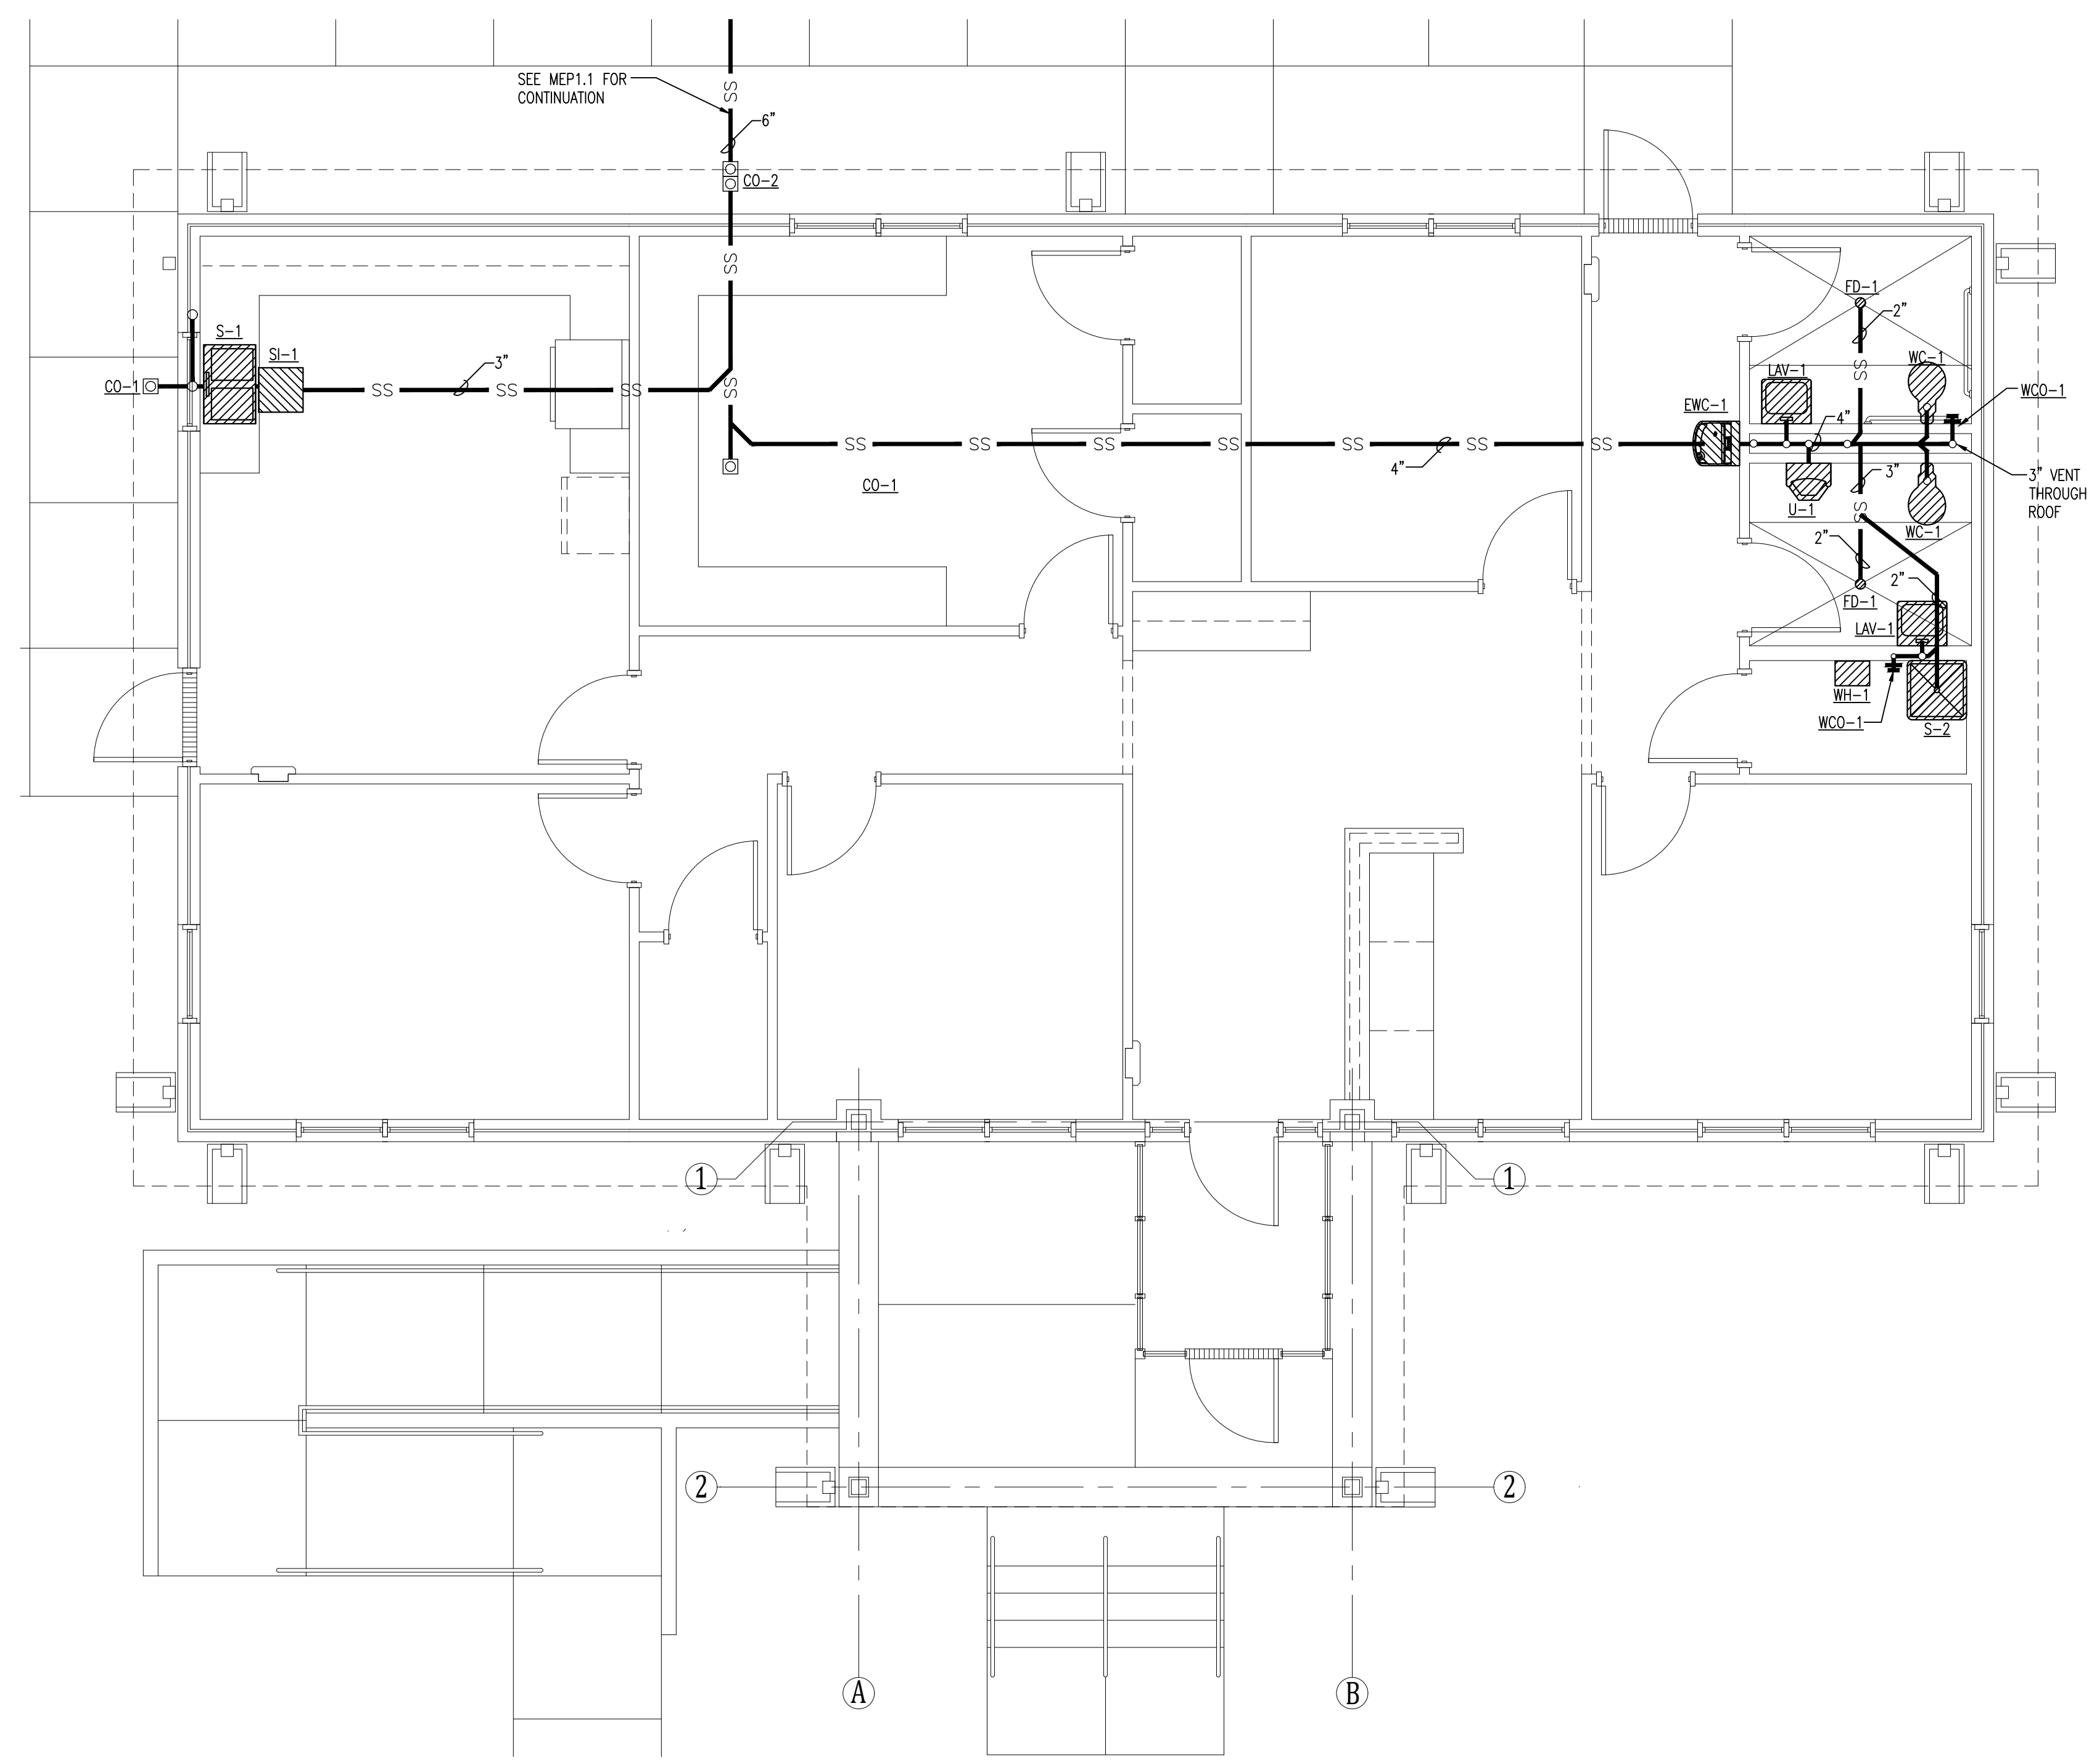 SEE MEP1.1 FOR
CONTINUATION
SS
6"
CO-2
SS
FD-1
2"
S-1
SI-1
3"
SS
WC-1
LAV-1
CO-1
SS
SS
SS
SS
WCO-1
EWC-1
4"
SS
SS
SS
SS
SS
SS
SS
4"
3"
3" VENT
THROUGH
ROOF
CO-1
U-1
SS
WC-1
2"
2"
FD-1
LAV-1
WH-1
WCO-1
S-2
1
1
2
2
A
B